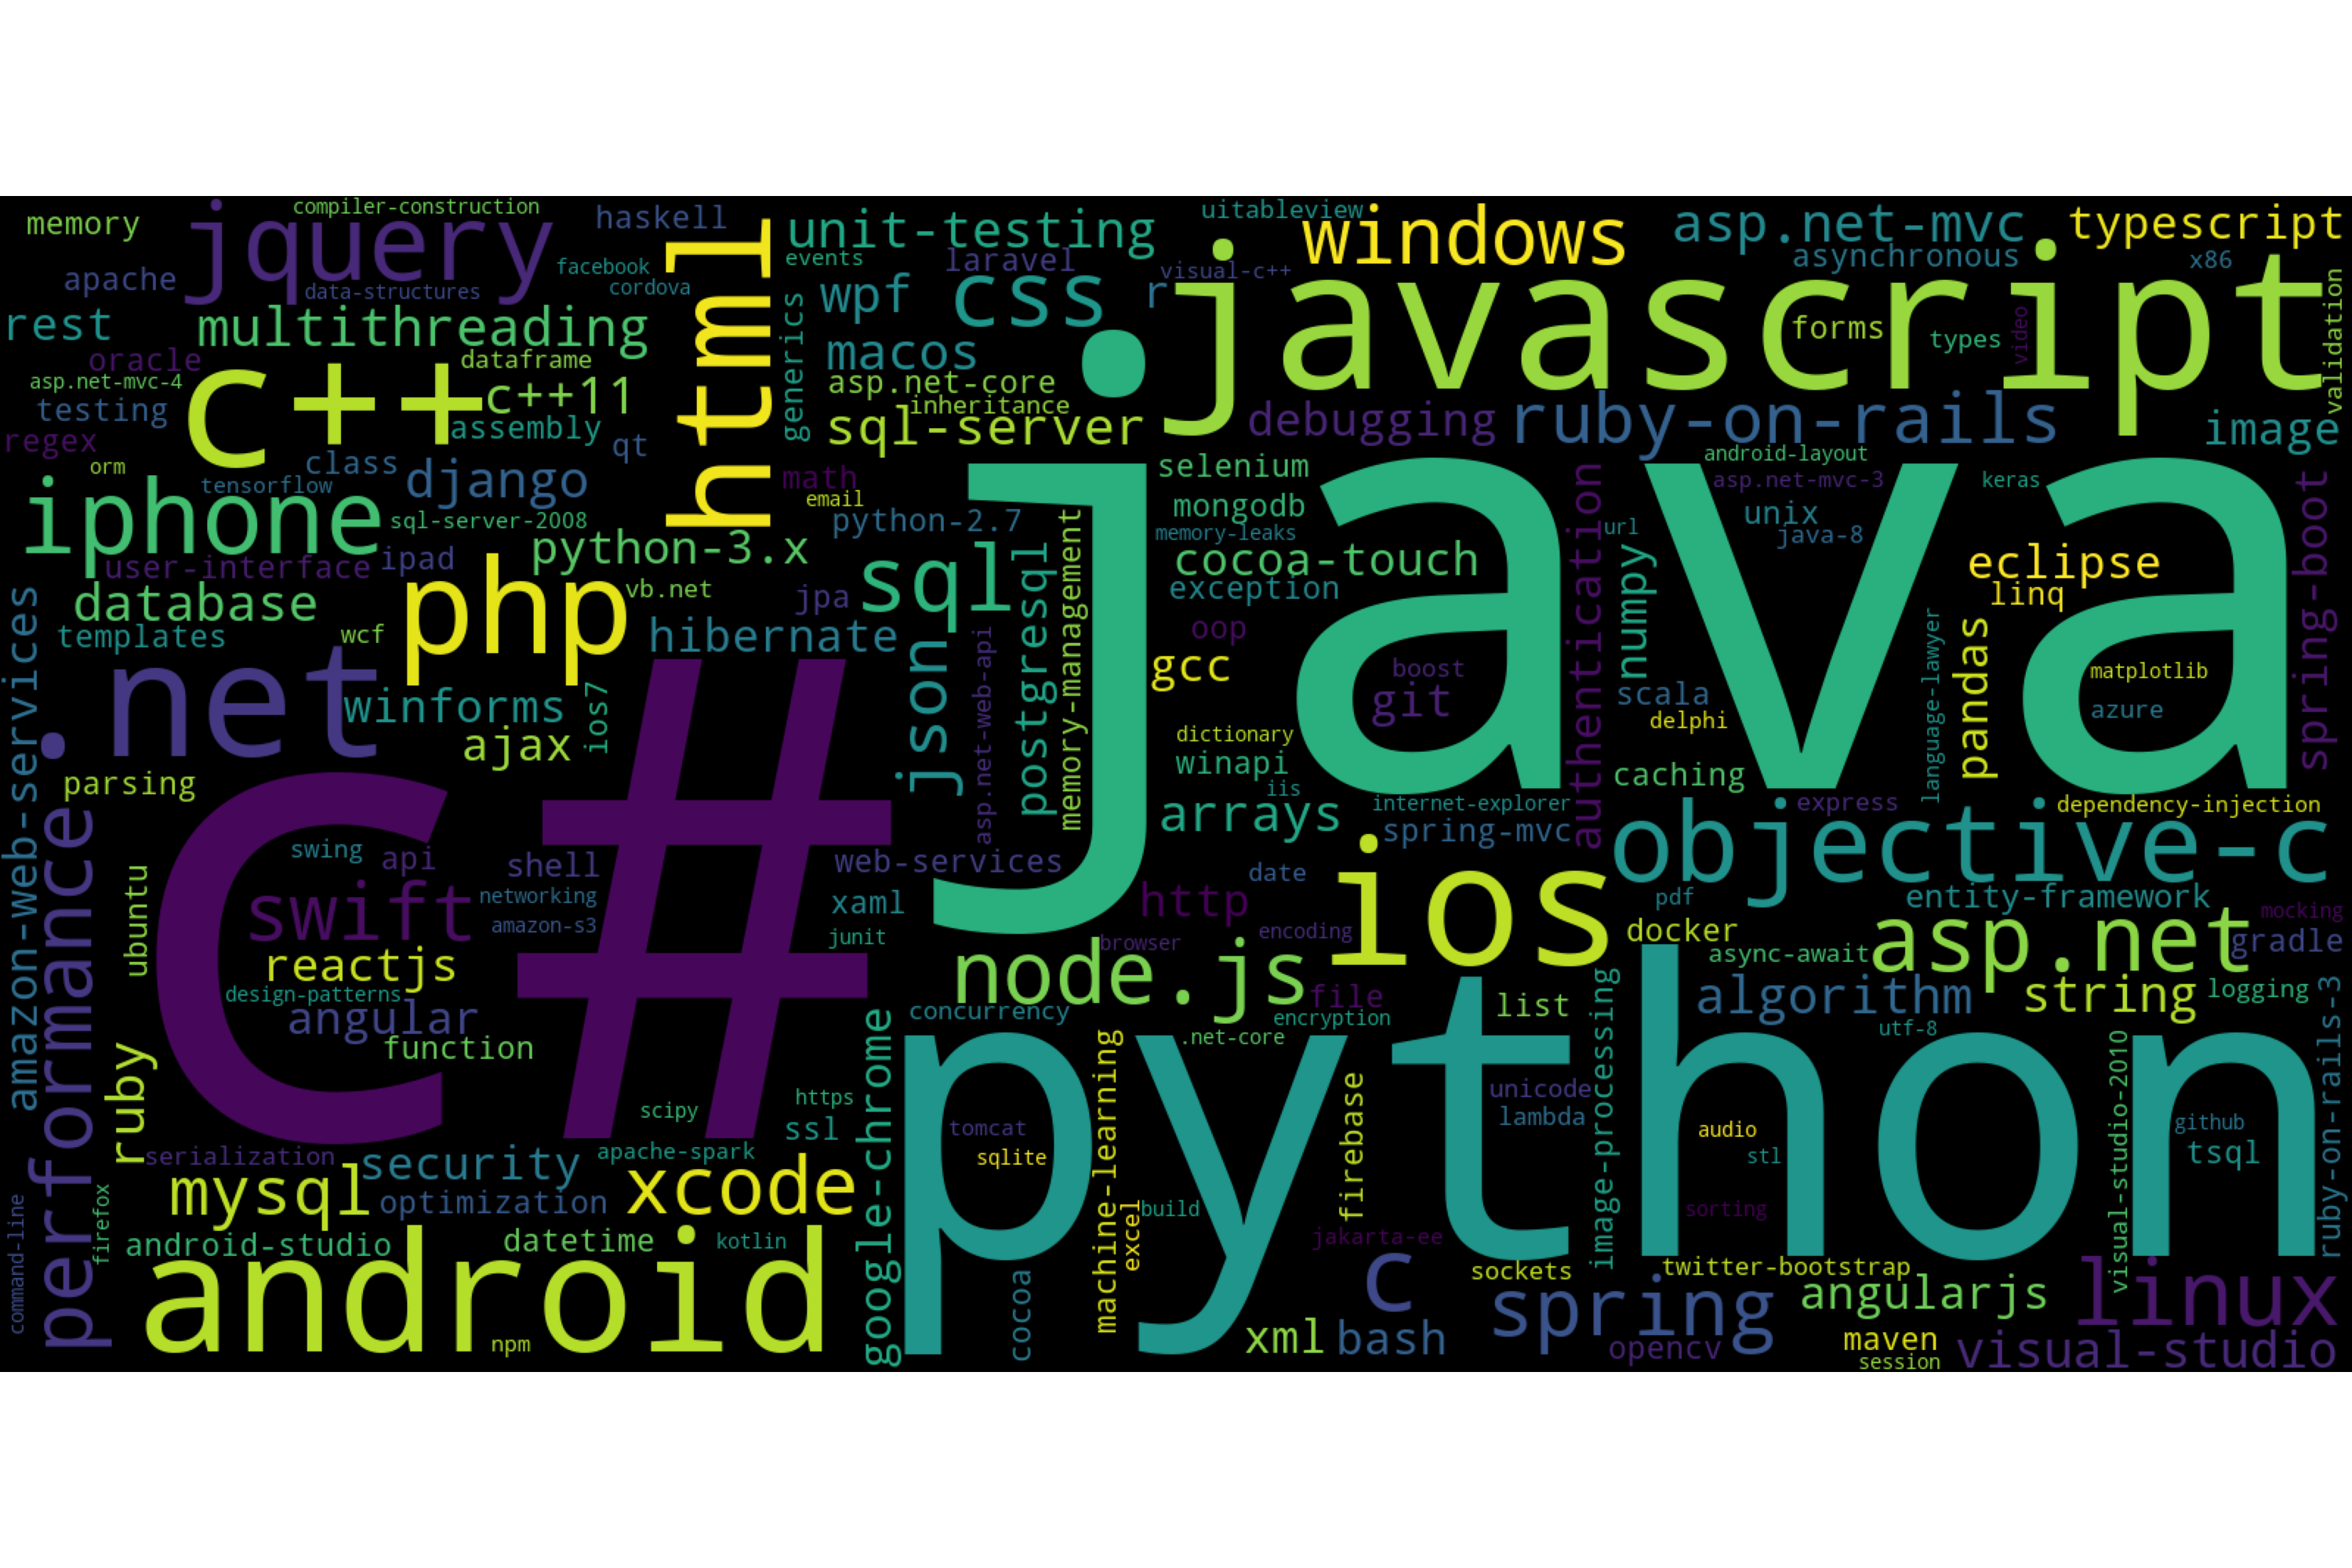 memory
compiler-construction
jquery
haskell
html
unit-testing
uitableview
windows
asp.net-mvc
typescript
apache
data-structures
facebook
cordova
events
laravel
visual-c++
asynchronous
x86
rest
multithreading
generics
wpf
css
r
javascript
forms
types
video
validation
oracle
dataframe
macos
asp.net-mvc-4
c++
c++11
asp.net-core
testing
inheritance
regex
assembly
sql-server
debugging
ruby-on-rails
image
orm
class
qt
math
selenium
android-layout
tensorflow
django
email
mongodb
asp.net-mvc-3
keras
iphone
sql-server-2008
python-2.7
memory-leaks
url
unix
java-8
java
user-interface
ipad
python-3.x
cocoa-touch
authentication
numpy
eclipse
spring-boot
database
php
vb.net
jpa
sql
postgresql
memory-management
exception
linq
templates
wcf
hibernate
json
asp.net-web-api
oop
language-lawyer
pandas
amazon-web-services
.net
winforms
ios7
gcc
boost
git
scala
delphi
matplotlib
azure
ajax
dictionary
winapi
parsing
iis
caching
c#
performance
arrays
internet-explorer
spring-mvc
express
dependency-injection
objective-c
swing
api
shell
web-services
date
ubuntu
swift
networking
amazon-s3
xaml
junit
http
ios
pdf
entity-framework
mocking
encoding
browser
docker
asp.net
gradle
reactjs
node.js
async-await
design-patterns
angular
function
concurrency
file
encryption
list
image-processing
algorithm
string
logging
.net-core
utf-8
ruby
google-chrome
python
machine-learning
firebase
unicode
lambda
visual-studio-2010
ruby-on-rails-3
scipy
https
ssl
tomcat
sqlite
audio
stl
github
tsql
serialization
security
apache-spark
mysql
optimization
xcode
excel
build
sorting
command-line
firefox
android-studio
datetime
kotlin
jakarta-ee
android
npm
cocoa
c
sockets
twitter-bootstrap
spring
angularjs
linux
xml
bash
opencv
maven
session
visual-studio